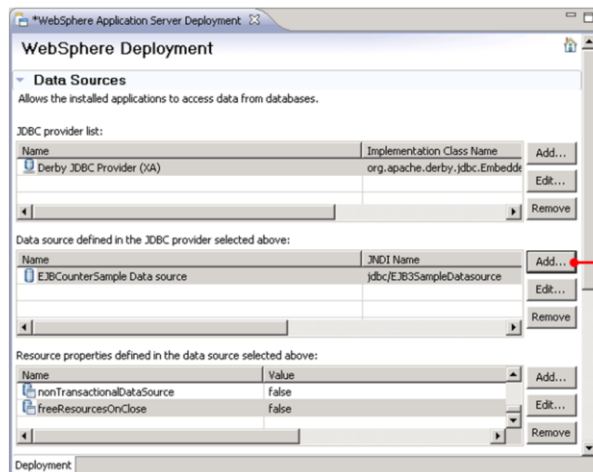 *WebSphere Application Server Deployment
WebSphere Deployment
Data Sources
Allows the installed applications to access data from databases.
JDBC provider list:
Name Implementation Class Name Add...
Derby JDBC Provider (XA) org.apache.derby.jdbc.Embedde
Edit...
Remove
Data source defined in the JDBC provider selected above:
Name JNDI Name Add...
EJBCounterSample Data source jdbc/EJB3SampleDatasource
Edit...
Remove
Resource properties defined in the data source selected above:
Name Value Add...
nonTransactionalDataSource false
freeResourcesOnClose false Edit...
Remove
Deployment